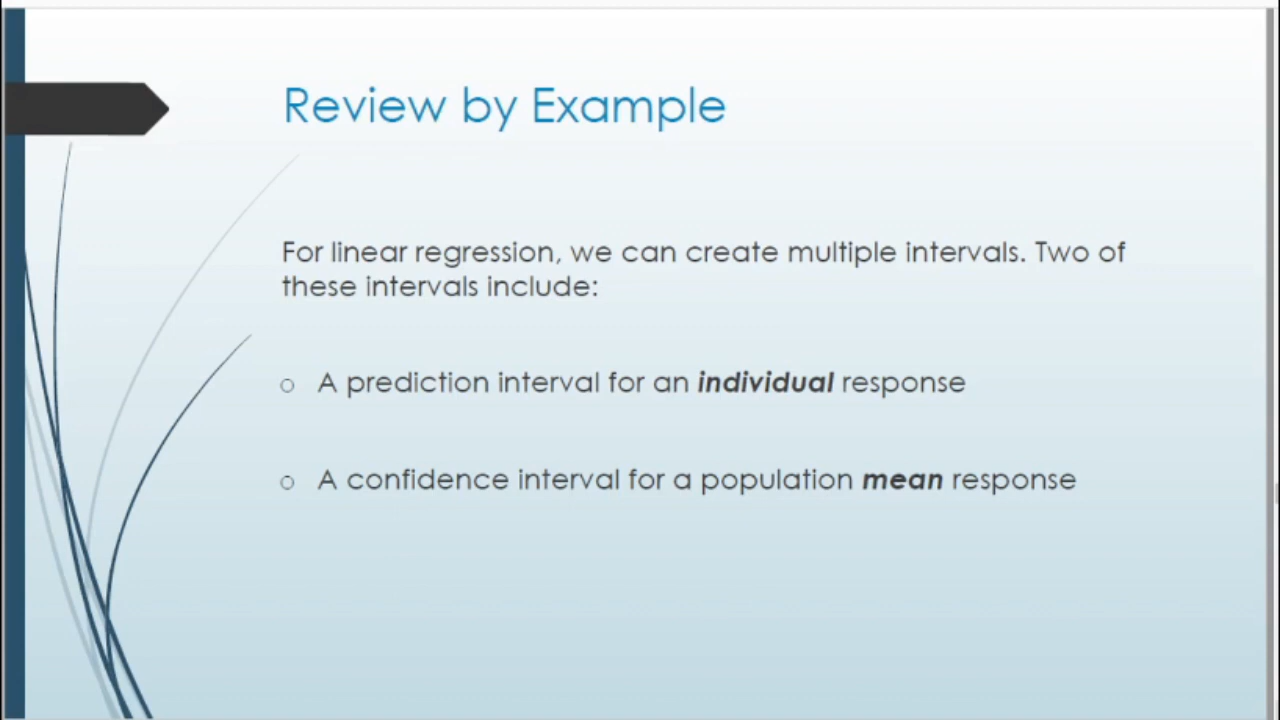 Review by Example
For linear regression, we can create multiple intervals. Two of
these intervals include:
○ A prediction interval for an individual response
○ A confidence interval for a population mean response